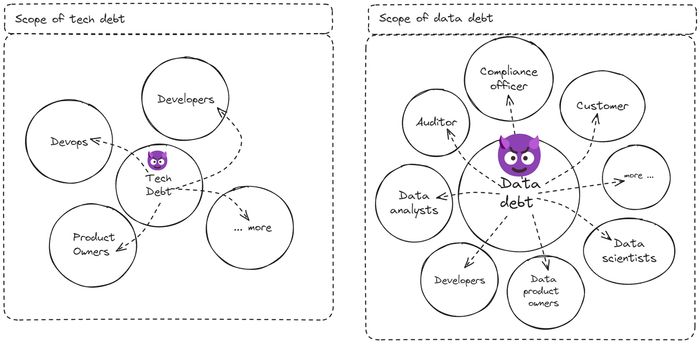 Scope of tech debt
Developers
Devops
Tech
Debt
... more
Product
Owners
Scope of data debt
Compliance
officer
Customer
Auditor
more ...
Data
debt
Data
analysts
Data
scientists
Developers
Data
product
owners